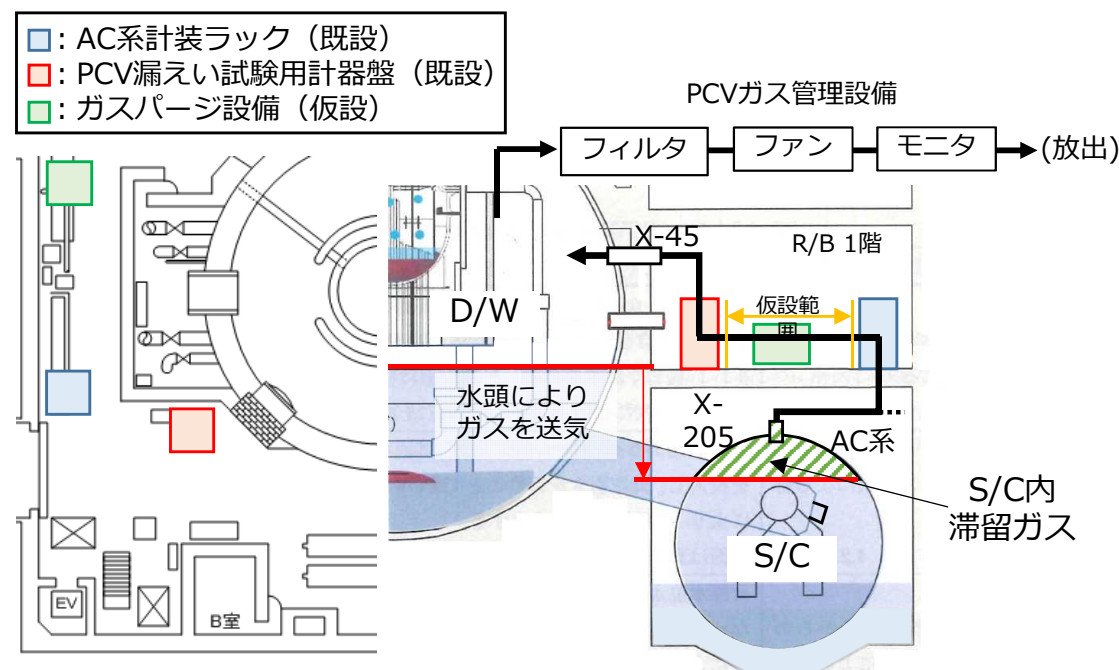 ：AC系計装ラック（既設）
：PCV漏えい試験用計器盤（既設）
：ガスパージ設備（仮設）
PCVガス管理設備
フィルタ
ファン
モニタ
(放出)
X-45
R/B 1階
D/W
仮設範
囲
水頭により
ガスを送気
X-
205
AC系
S/C内
滞留ガス
S/C
EV
B室